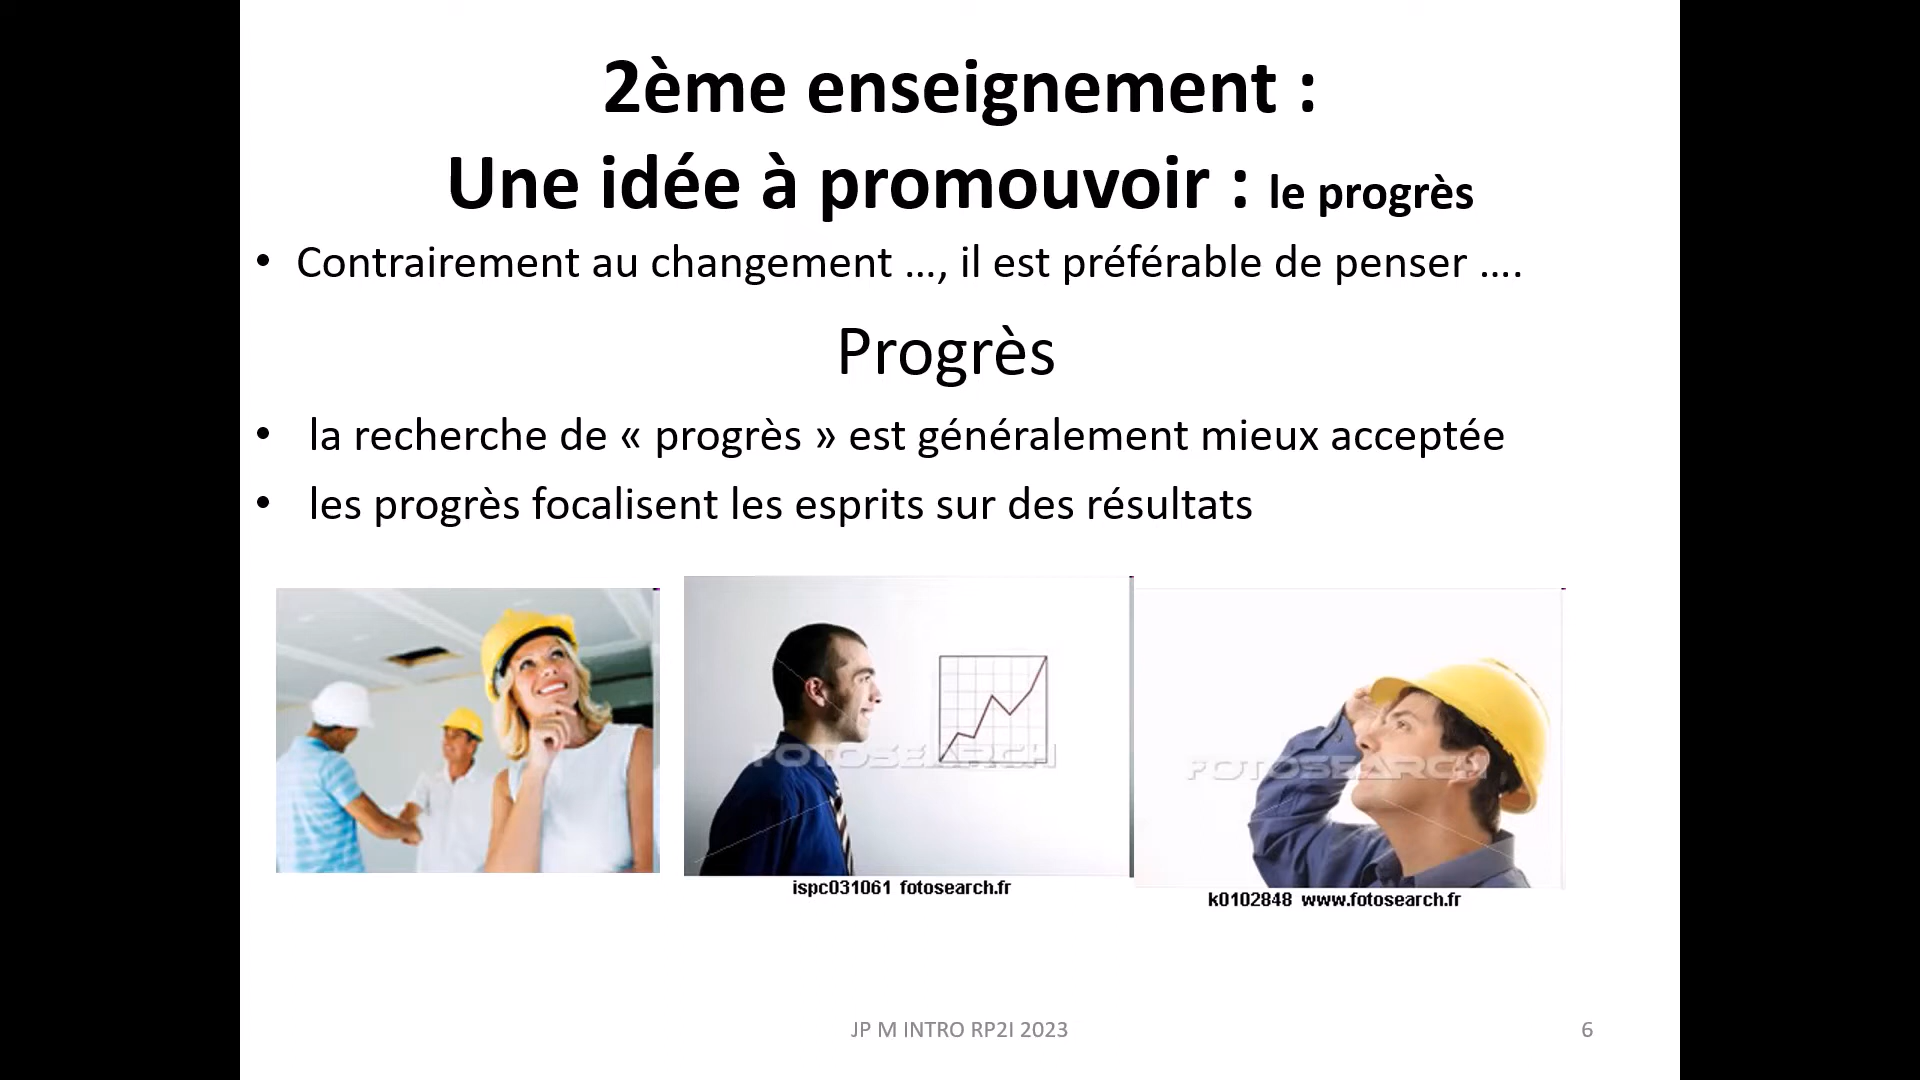 2ème enseignement :
Une idée à promouvoir : le progrès
• Contrairement au changement …, il est préférable de penser ….
Progrès
• la recherche de « progrès » est généralement mieux acceptée
• les progrès focalisent les esprits sur des résultats
FOTOSEARCH
FOTOSEARCH
ispc031061 fotosearch.fr
k0102848 www.fotosearch.fr
JP M INTRO RP2I 2023
6